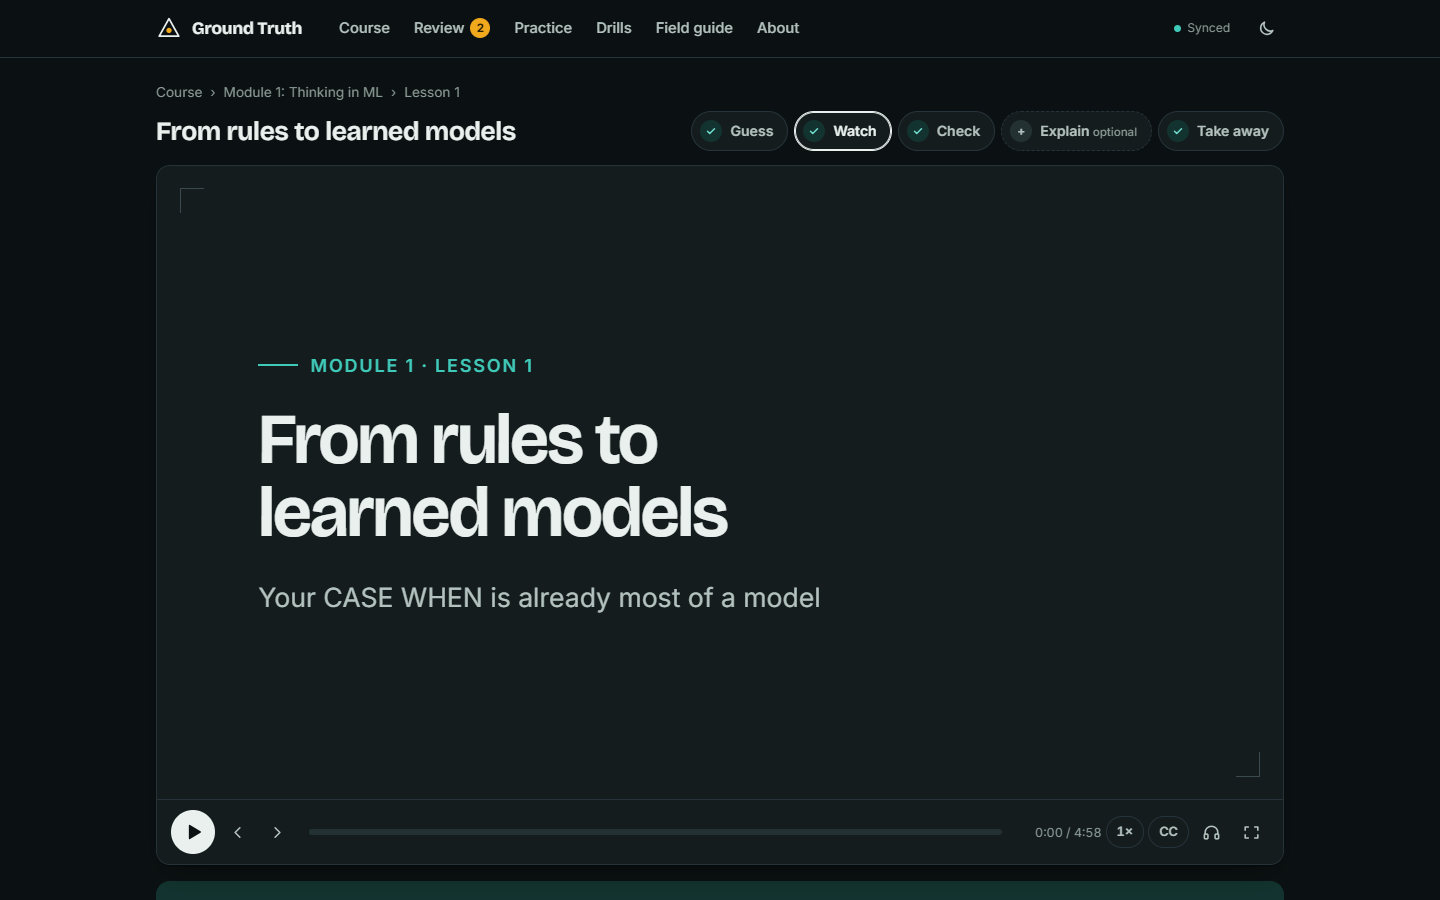 Ground Truth
Course
Review 2
Practice
Drills
Field guide
About
Synced
Course › Module 1: Thinking in ML › Lesson 1
From rules to learned models
Guess
Watch
Check
Explain optional
Take away
MODULE 1 · LESSON 1
From rules to
learned models
Your CASE WHEN is already most of a model
0:00 / 4:58
1×
CC